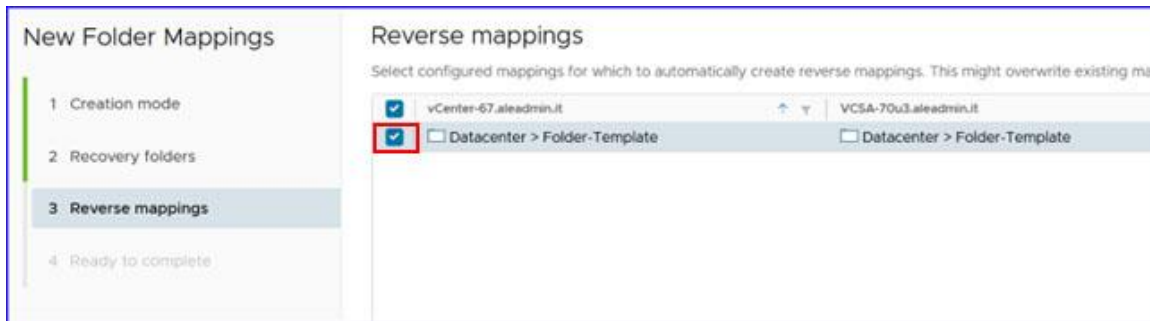 New Folder Mappings
1 Creation mode
2 Recovery folders
3 Reverse mappings
4 Ready to complete
Reverse mappings
Select configured mappings for which to automatically create reverse mappings. This might overwrite existing
vCenter-67.aleadmin.it VCSA-70u3.aleadmin.it
Datacenter > Folder-Template Datacenter > Folder-Template